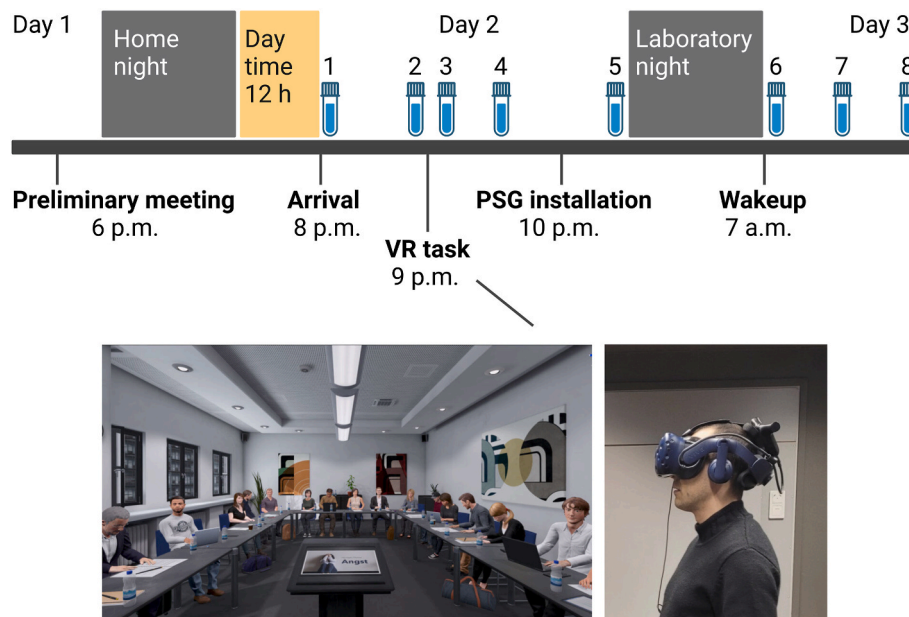 Day 1
Day 2
Day 3
Home
night
Day
time
12 h
Laboratory
night
1
2
3
4
5
6
7
8
Preliminary meeting
6 p.m.
Arrival
8 p.m.
VR task
9 p.m.
PSG installation
10 p.m.
Wakeup
7 a.m.
Angst